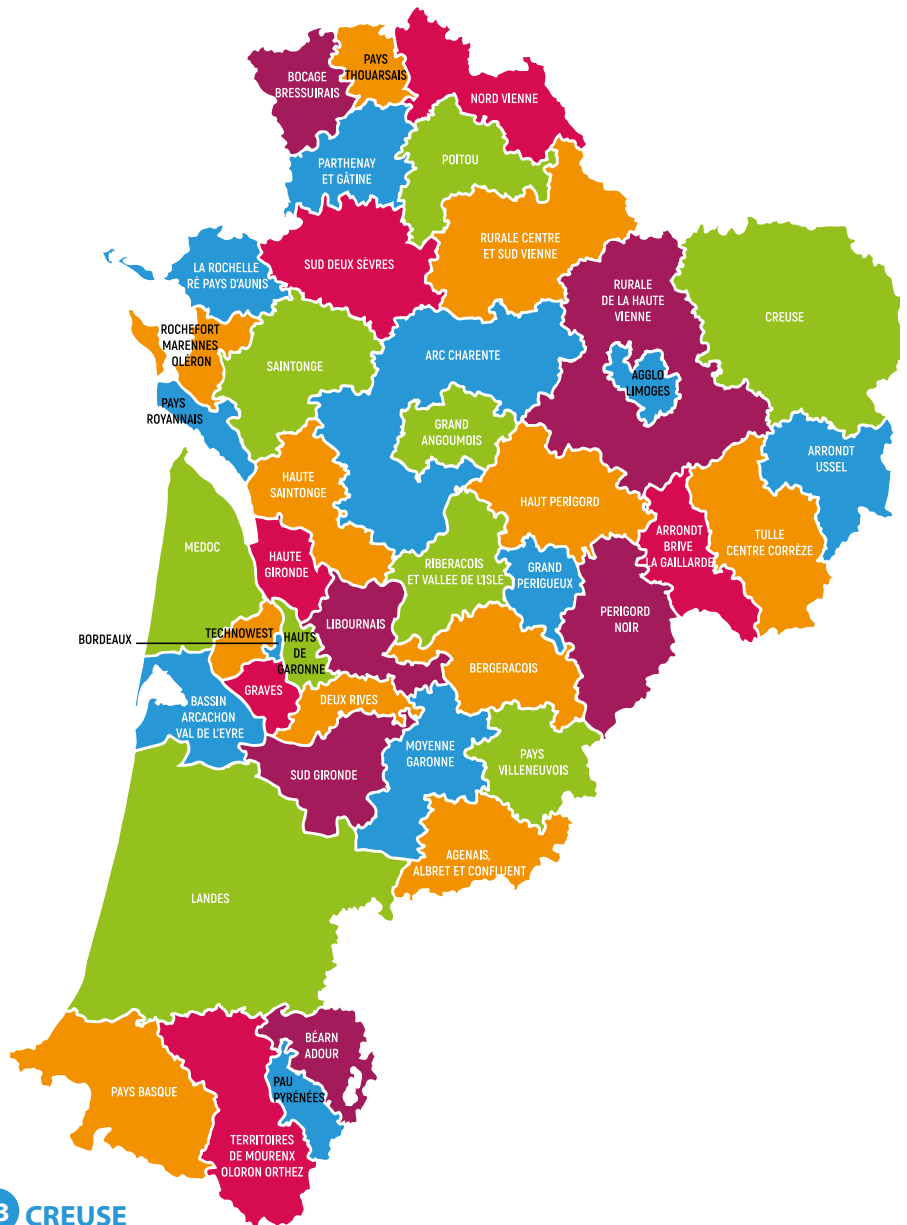 BOCAGE
BRESSUIRAIS
PAYS
THOUARSAIS
NORD VIENNE
PARTHENAY
ET GÂTINE
POITOU
SUD DEUX SÈVRES
RURALE CENTRE
ET SUD VIENNE
LA ROCHELLE
RÉ PAYS D'AUNIS
RURALE
DE LA HAUTE
VIENNE
CREUSE
ROCHEFORT
MARENNES
OLÉRON
SAINTONGE
ARC CHARENTE
AGGLO
LIMOGES
PAYS
ROYANNAIS
GRAND
ANGOUMOIS
ARRONDT
USSEL
HAUTE
SAINTONGE
HAUT PERIGORD
ARRONDT
BRIVE
LA GAILLARDE
TULLE
CENTRE CORRÈZE
MEDOC
HAUTE
GIRONDE
RIBERACOIS
ET VALLEE DE L'ISLE
GRAND
PERIGUEUX
PERIGORD
NOIR
LIBOURNAIS
BORDEAUX
TECHNOWEST
HAUTS
DE
GARONNE
BERGERACOIS
GRAVES
DEUX RIVES
BASSIN
ARCACHON
VAL DE L'EYRE
MOYENNE
GARONNE
PAYS
VILLENEUVOIS
SUD GIRONDE
AGENAIS,
ALBRET ET CONFLUENT
LANDES
BÉARN
ADOUR
PAU
PYRÉNÉES
PAYS BASQUE
TERRITOIRES
DE MOURENX
OLORON ORTHEZ
3 CREUSE